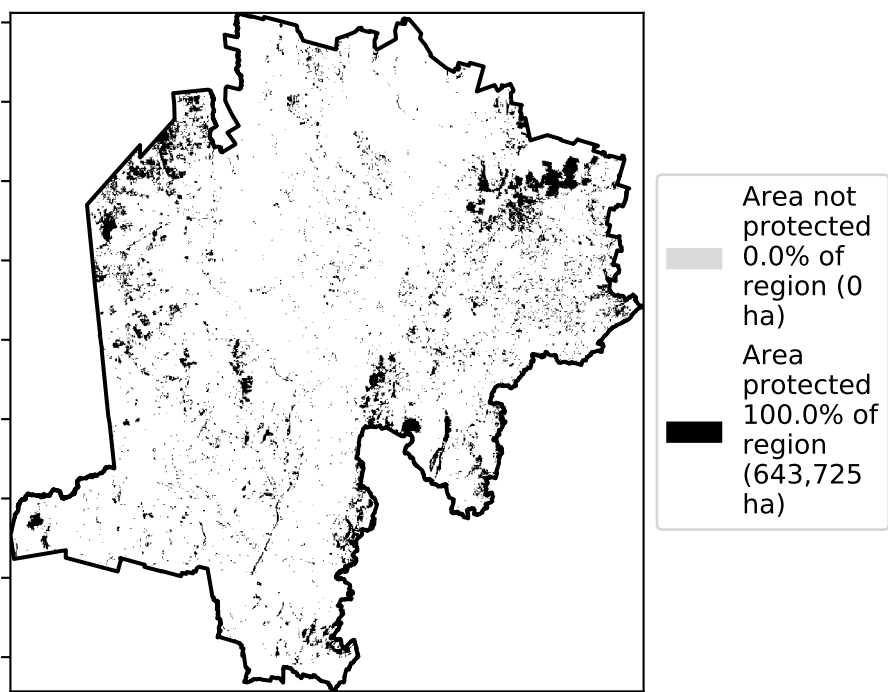 Area not
protected
0.0% of
region (0
ha)
Area
protected
100.0% of
region
(643,725
ha)